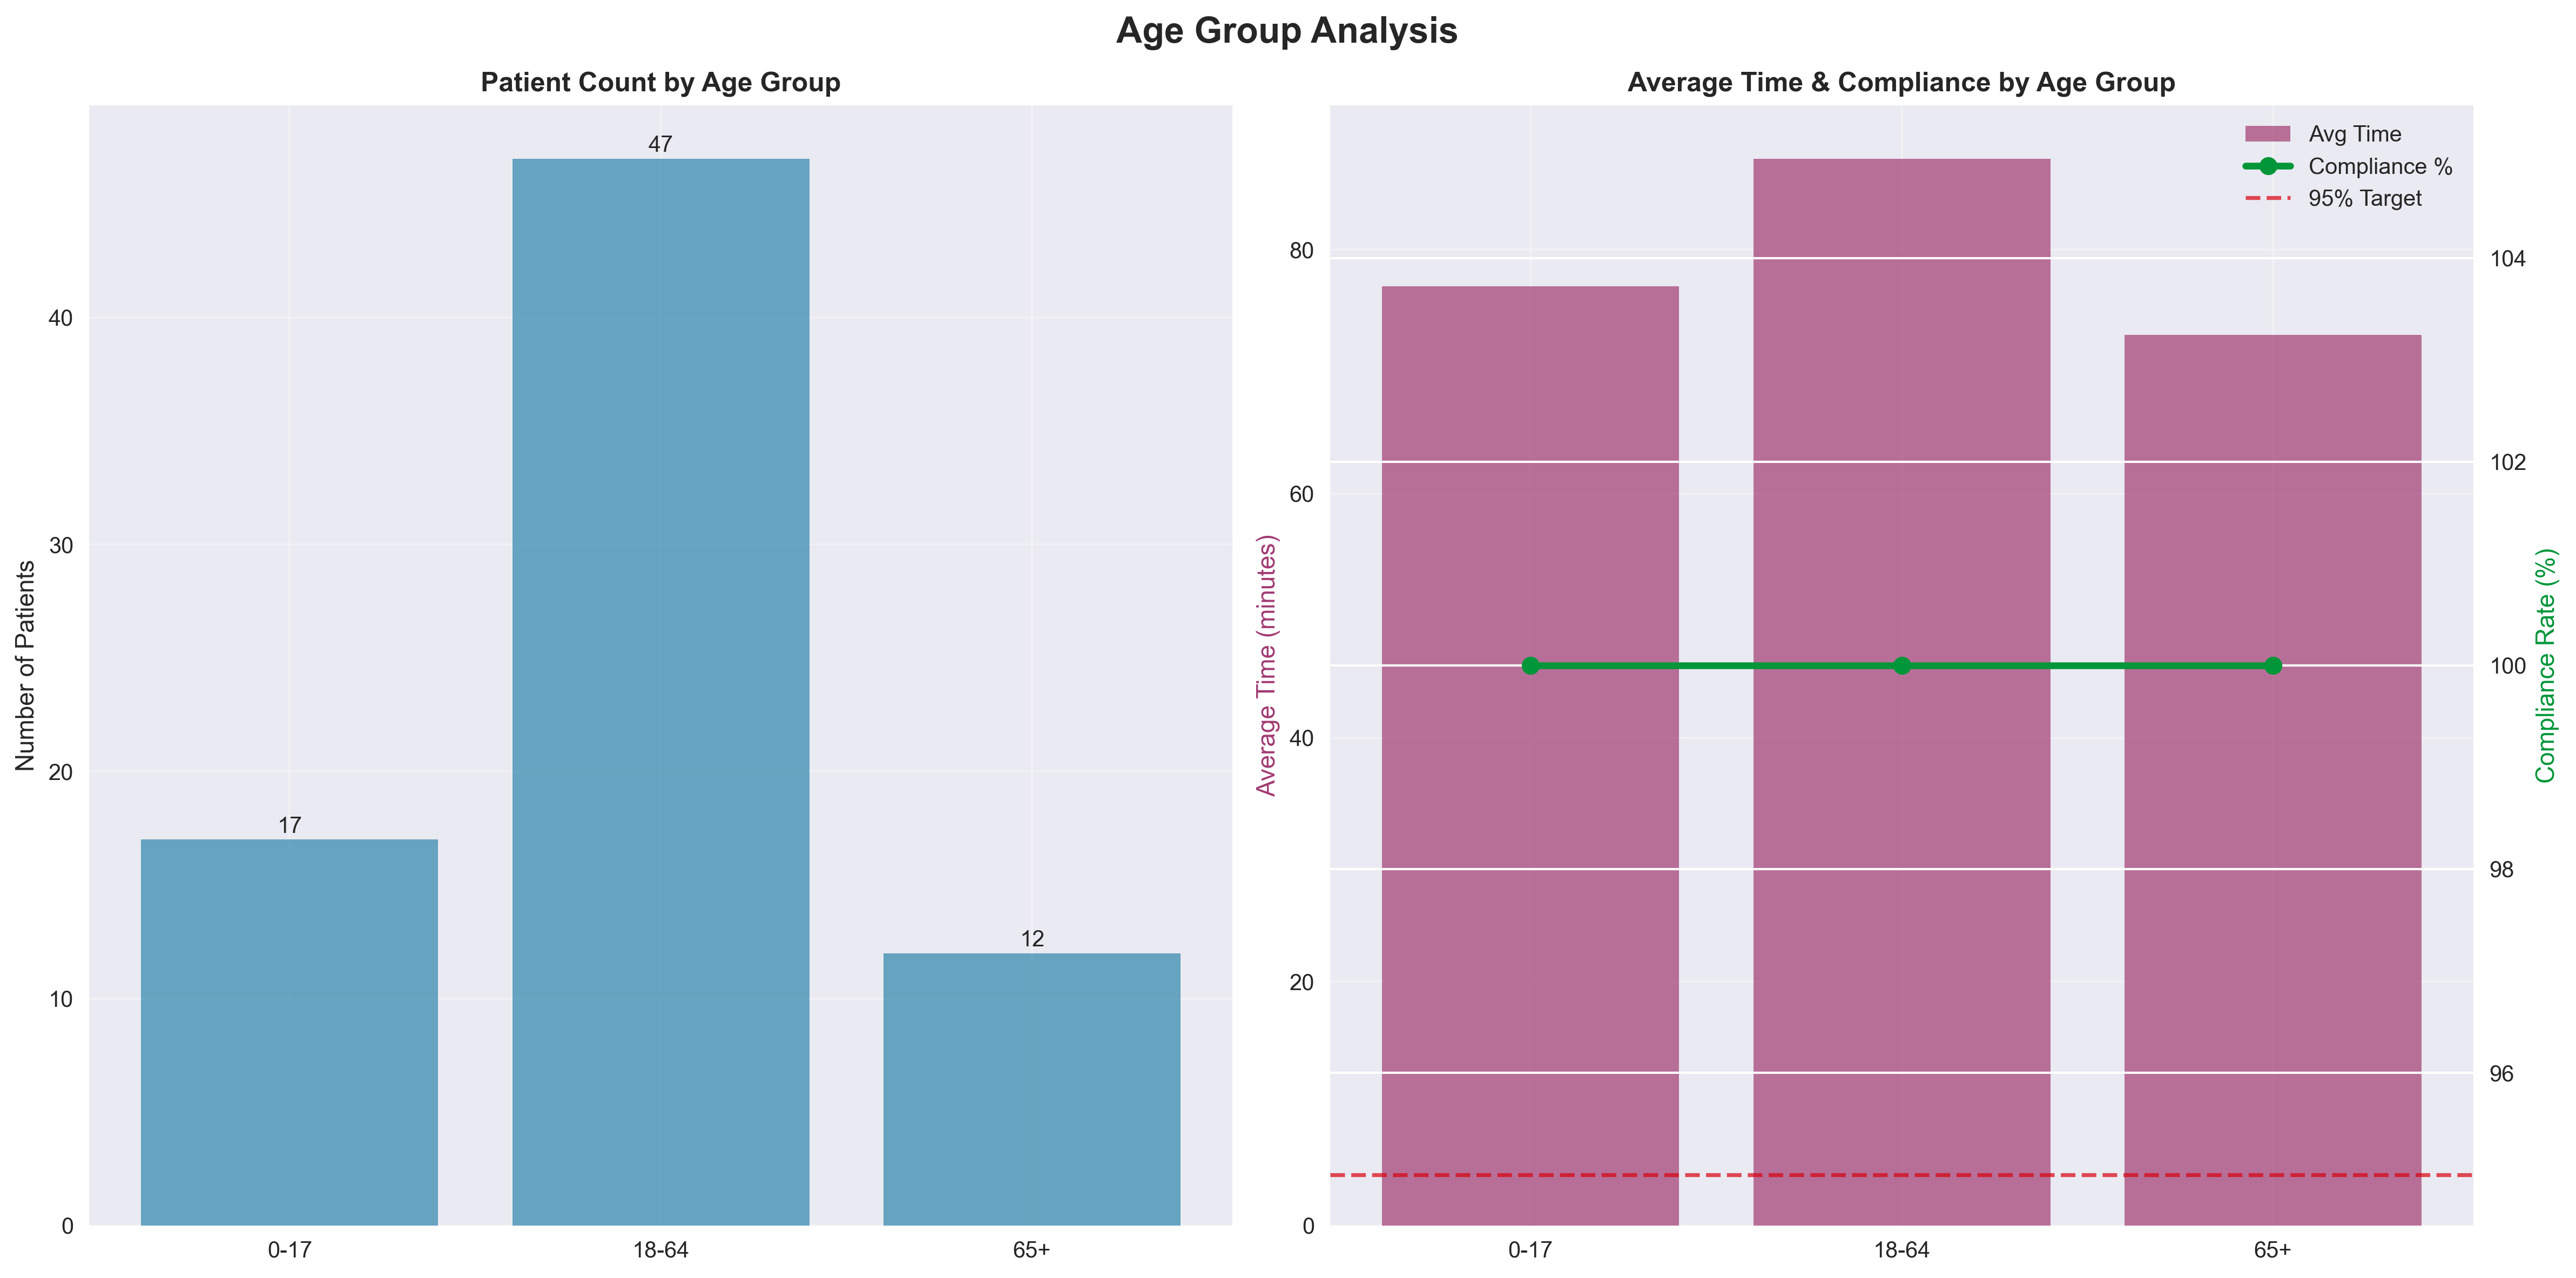 Age Group Analysis
Patient Count by Age Group
Number of Patients
40
30
20
10
0
47
17
12
0-17
18-64
65+
Average Time & Compliance by Age Group
Avg Time
Compliance %
95% Target
Average Time (minutes)
80
60
40
20
0
104
102
100
98
96
Compliance Rate (%)
0-17
18-64
65+